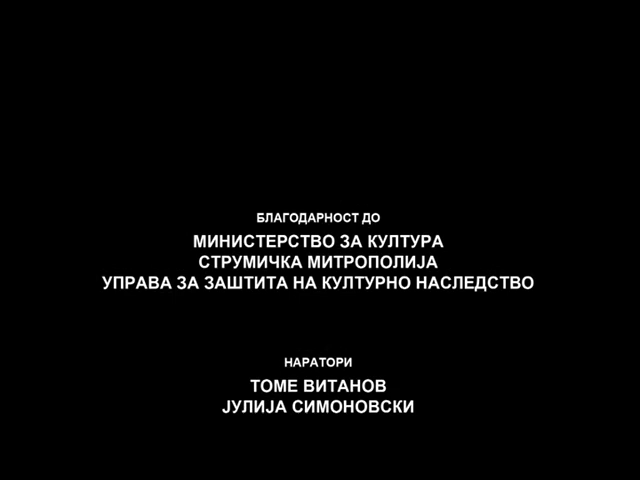 БЛАГОДАРНОСТ ДО
МИНИСТЕРСТВО ЗА КУЛТУРА
СТРУМИЧКА МИТРОПОЛИЈА
УПРАВА ЗА ЗАШТИТА НА КУЛТУРНО НАСЛЕДСТВО
НАРАТОРИ
ТОМЕ ВИТАНОВ
ЈУЛИЈА СИМОНОВСКИ